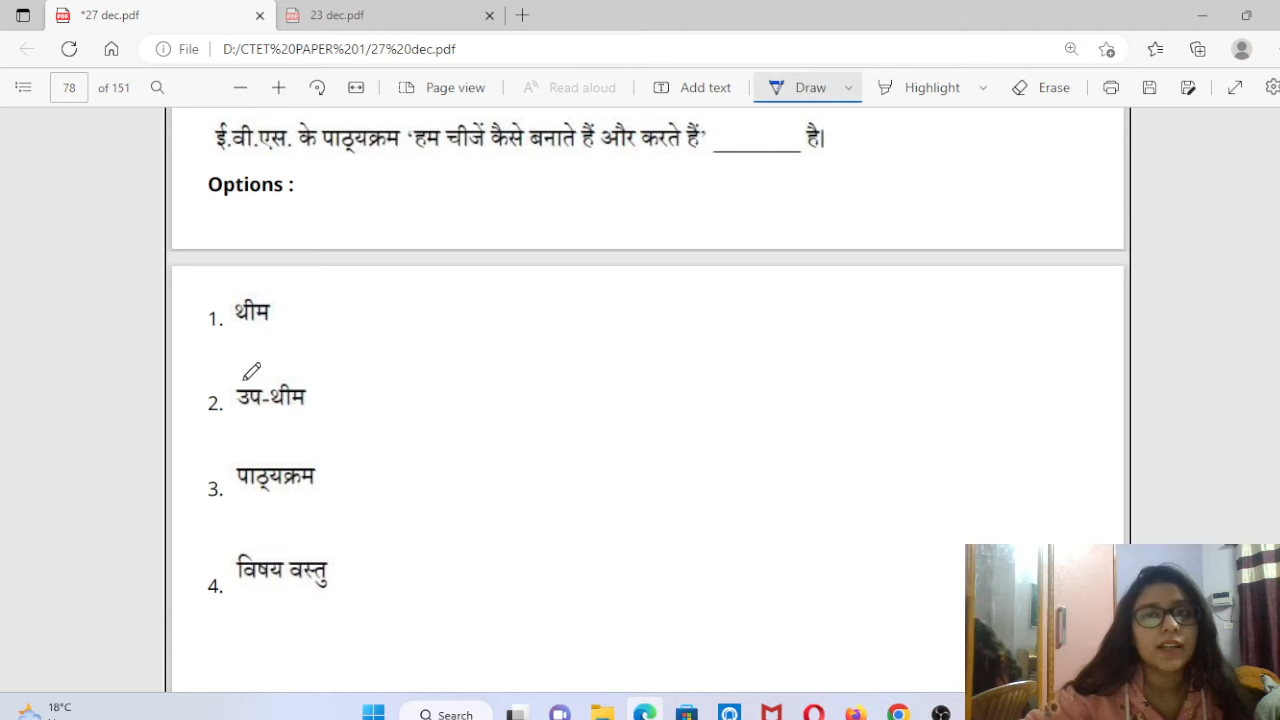 *27 dec.pdf
23 dec.pdf
File D:/CTET%20PAPER%201/27%20dec.pdf
78 of 151
Page view
Read aloud
Add text
Draw
Highlight
Erase
ई.वी.एस. के पाठ्यक्रम ‘हम चीजें कैसे बनाते हैं और करते हैं’ ________ है।
Options :
1. थीम
2. उप-थीम
3. पाठ्यक्रम
4. विषय वस्तु
18°C
Search